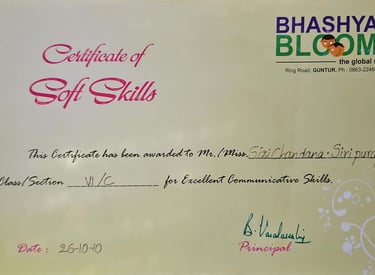 Certificate of
Soft Skills
BHASHYA
BLOOM
the global s
Ring Road, GUNTUR. Ph : 0863-2246
This Certificate has been awarded to Mr./Miss. Siri Chandana. Siripura
Class/Section VI/C for Excellent Communicative Skills.
Date : 26-10-10
Principal